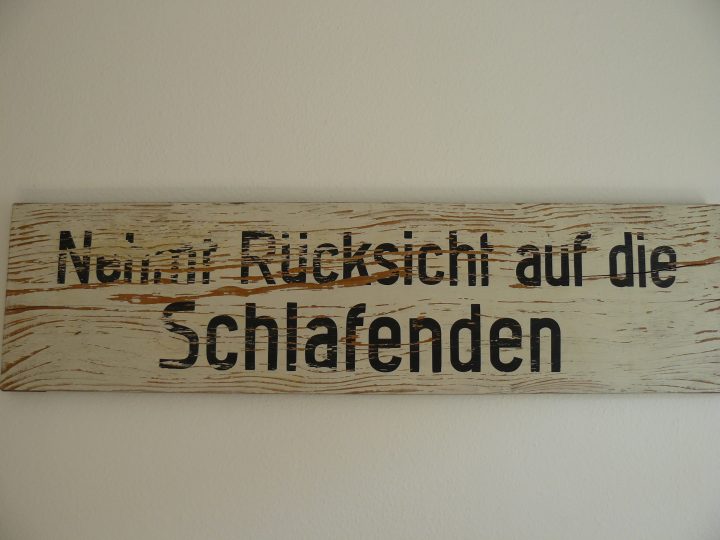 Nehmt Rücksicht auf die
Schlafenden